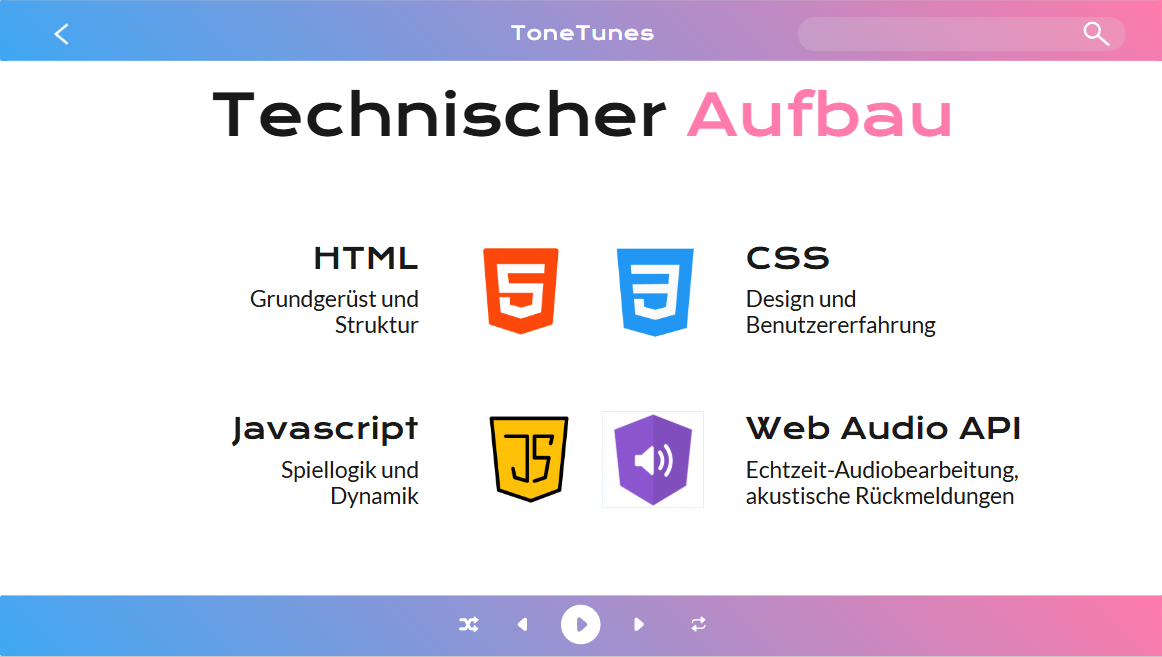 ToneTunes
Technischer Aufbau
HTML
Grundgerüst und
Struktur
CSS
Design und
Benutzererfahrung
Javascript
Spiellogik und
Dynamik
JS
Web Audio API
Echtzeit-Audiobearbeitung,
akustische Rückmeldungen